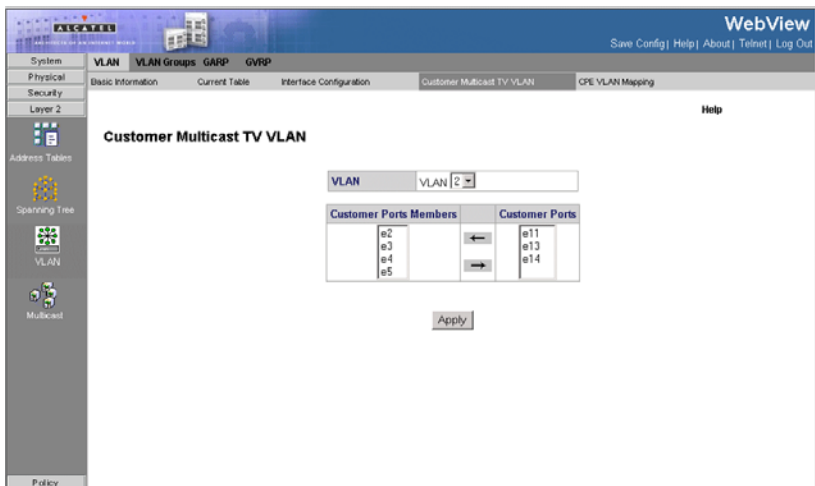 ALCATEL
WebView
Save Config| Help| About| Telnet| Log Out
System
Physical
Security
Layer 2
Address Tables
Spanning Tree
VLAN
Multicast
Policy
VLAN VLAN Groups GARP GVRP
Basic Information Current Table Interface Configuration Customer Multicast TV VLAN CPE VLAN Mapping
Help
Customer Multicast TV VLAN
VLAN VLAN 2
Customer Ports Members Customer Ports
e2
e3
e4
e5
e11
e13
e14
Apply